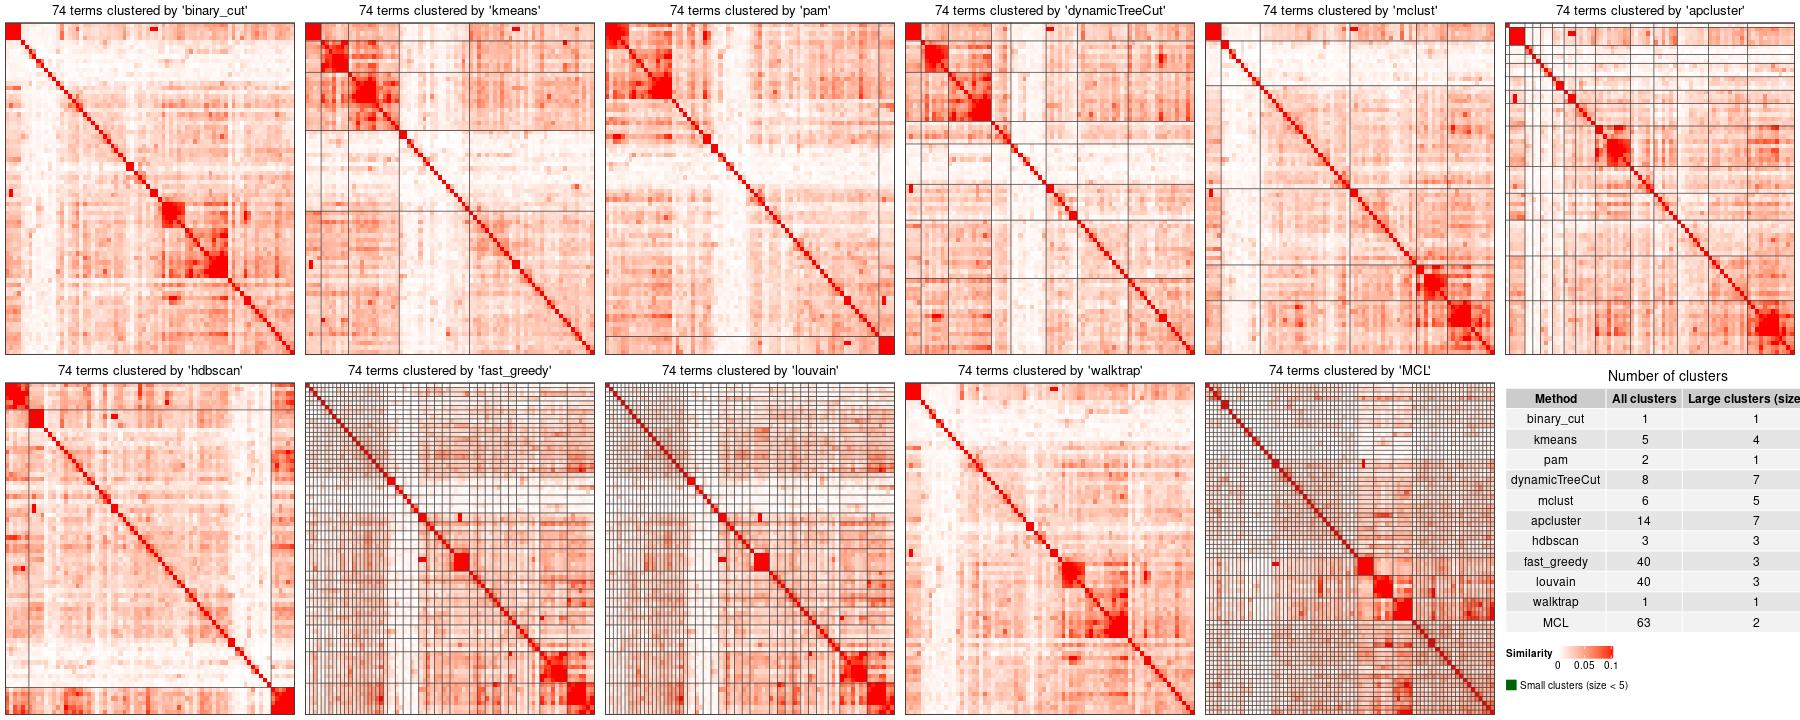 74 terms clustered by 'binary_cut'
74 terms clustered by 'kmeans'
74 terms clustered by 'pam'
74 terms clustered by 'dynamicTreeCut'
74 terms clustered by 'mclust'
74 terms clustered by 'apcluster'
74 terms clustered by 'hdbscan'
74 terms clustered by 'fast_greedy'
74 terms clustered by 'louvain'
74 terms clustered by 'walktrap'
74 terms clustered by 'MCL'
Number of clusters
Method All clusters Large clusters (size
binary_cut 1 1
kmeans 5 4
pam 2 1
dynamicTreeCut 8 7
mclust 6 5
apcluster 14 7
hdbscan 3 3
fast_greedy 40 3
louvain 40 3
walktrap 1 1
MCL 63 2
Similarity
0 0.05 0.1
Small clusters (size < 5)